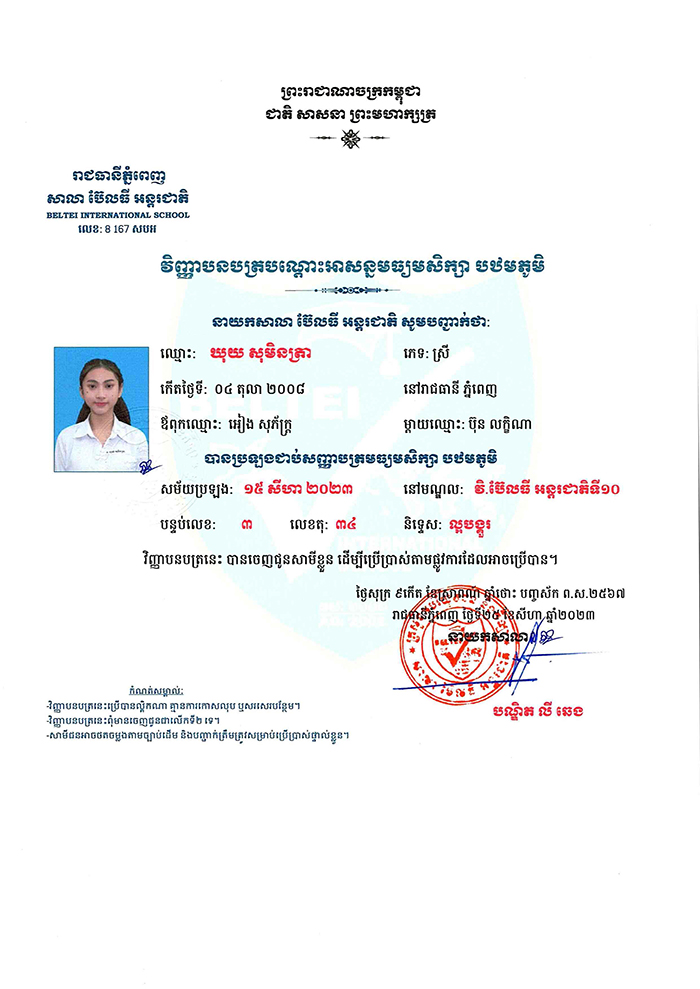 ព្រះរាជាណាចក្រកម្ពុជា
ជាតិ សាសនា ព្រះមហាក្សត្រ
រាជធានីភ្នំពេញ
សាលា ប៊ែលធី អន្តរជាតិ
BELTEI INTERNATIONAL SCHOOL
លេខ: 8 167 សបអ
វិញ្ញាបនបត្របណ្ដោះអាសន្នមធ្យមសិក្សា បឋមភូមិ
នាយកសាលា ប៊ែលធី អន្តរជាតិ សូមបញ្ជាក់ថា:
ឈ្មោះ: ឃុយ សុមិនត្រា ភេទ: ស្រី
កើតថ្ងៃទី: ០៤ តុលា ២០០៨ នៅរាជធានី ភ្នំពេញ
ឪពុកឈ្មោះ: អៀង សុភ័ក្ត្រ ម្ដាយឈ្មោះ: ប៊ុន លក្ខិណា
បានប្រឡងជាប់សញ្ញាបត្រមធ្យមសិក្សា បឋមភូមិ
សម័យប្រឡង: ១៥ សីហា ២០២៣ នៅមណ្ឌល: វិ.ប៊ែលធី អន្តរជាតិទី១០
បន្ទប់លេខ: ៣ លេខតុ: ៣៤ និទ្ទេស: ល្អបង្គួរ
វិញ្ញាបនបត្រនេះ បានចេញជូនសាមីខ្លួន ដើម្បីប្រើប្រាស់តាមផ្លូវការដែលអាចប្រើបាន។
ថ្ងៃសុក្រ ៩កើត ខែស្រាពណ៍ ឆ្នាំថោះ បញ្ចស័ក ព.ស.២៥៦៧
រាជធានីភ្នំពេញ ថ្ងៃទី២៥ ខែសីហា ឆ្នាំ២០២៣
នាយកសាលា
បណ្ឌិត លី ឆេង
កំណត់សម្គាល់:
-វិញ្ញាបនបត្រនេះប្រើបានល្គឹកណា គ្មានការកោសលុប ឬសរសេរបន្ថែម។
-វិញ្ញាបនបត្រនេះពុំមានចេញជូនជាលើកទី២ ទេ។
-សាមីជនអាចថតចម្លងតាមច្បាប់ដើម និងបញ្ជាក់ត្រឹមត្រូវសម្រាប់ប្រើប្រាស់ផ្ទាល់ខ្លួន។